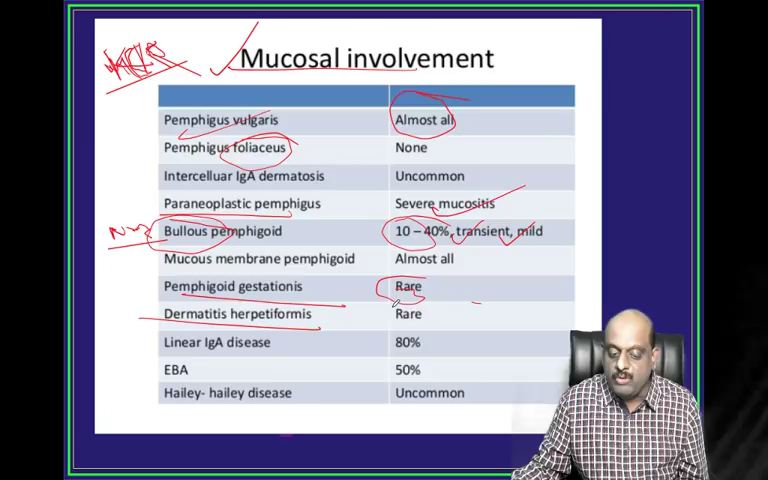 Mucosal involvement
Pemphigus vulgaris Almost all
Pemphigus foliaceus None
Intercelluar IgA dermatosis Uncommon
Paraneoplastic pemphigus Severe mucositis
Bullous pemphigoid 10 – 40%, transient, mild
Mucous membrane pemphigoid Almost all
Pemphigoid gestationis Rare
Dermatitis herpetiformis Rare
Linear IgA disease 80%
EBA 50%
Hailey- hailey disease Uncommon